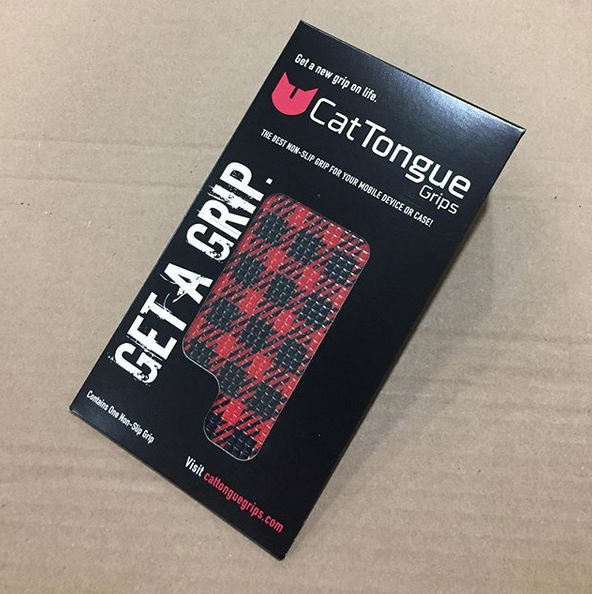 Get a new grip on life.
CatTongue
Grips
THE BEST NON-SLIP GRIP FOR YOUR MOBILE DEVICE OR CASE!
GET A GRIP.
Contains One Non-Slip Grip
Visit cattonguegrips.com